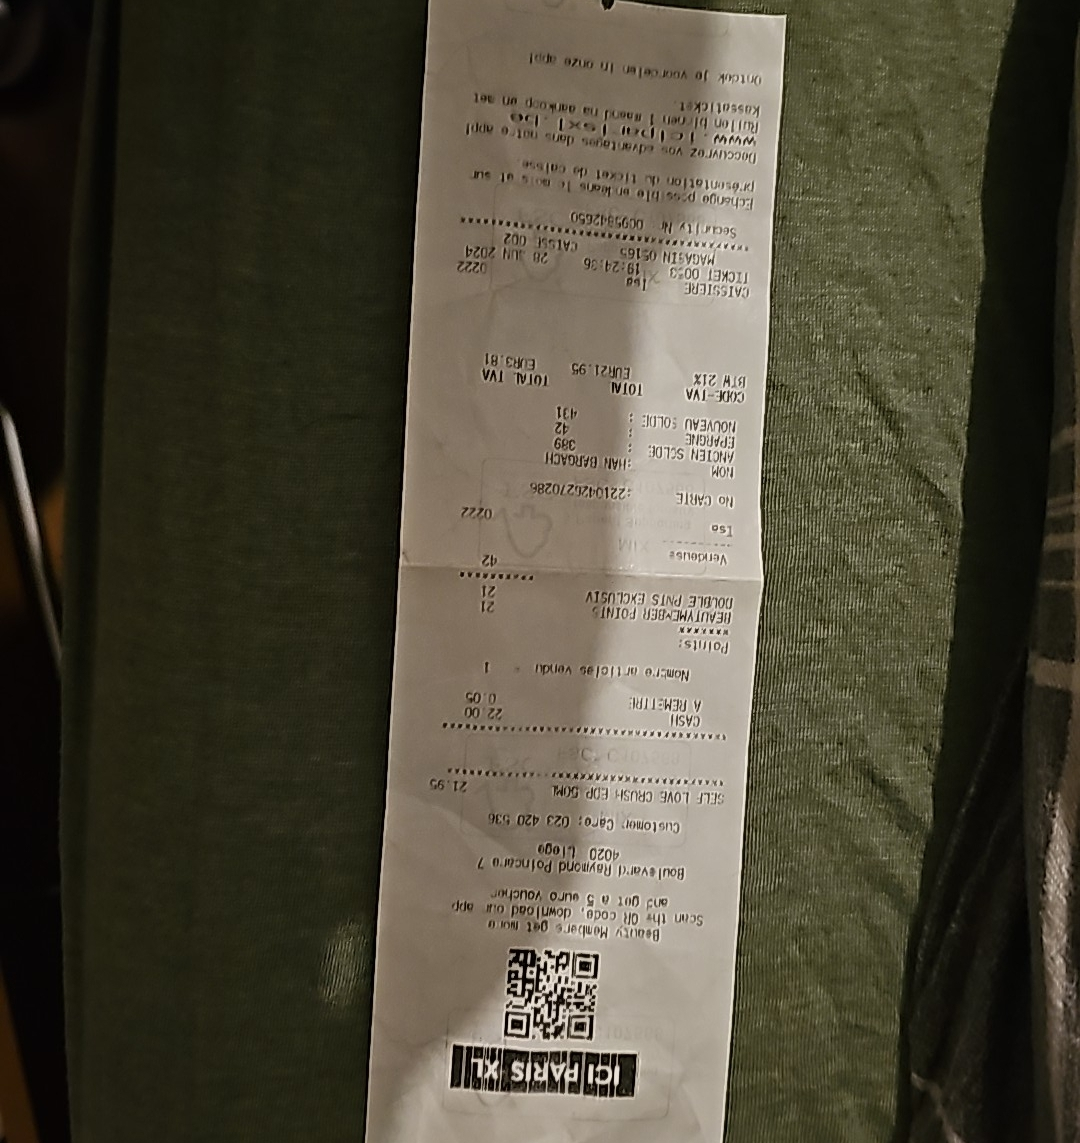 ICI PARIS XL
Beauty Members get more
Scan the QR code, download our app
and get a 5 euro voucher
Boulevard Raymond Poincare 7
4020 Liege
Customer Care: 023 420 536
SELF LOVE CRUSH EDP 50ML 21.95
CASH 22.00
A REMETTRE 0.05
Nombre articles vendu 1
Points:
BEAUTYMEMBER POINTS 21
DOUBLE PNTS EXCLUSIV 21
42
Vendeuse
Isa 0222
No CARTE :2210426270286
NOM :HAN BARGACH
ANCIEN SOLDE : 389
EPARGNE : 42
NOUVEAU SOLDE : 431
CODE-TVA TOTAL TOTAL TVA
BTW 21% EUR21.95 EUR3.81
CAISSIERE Isa 0222
TICKET 0053 19:24:36 28 JUN 2024
MAGASIN 05165 CAISSE 002
Security Nr: 0095842650
Echange possible endéans le mois et sur
présentation du ticket de caisse.
Découvrez vos avantages dans notre app!
www.iciparisxl.be
Ruilen binnen 1 maand na aankoop en met
Kassaticket.
Ontdek je voordelen in onze app!